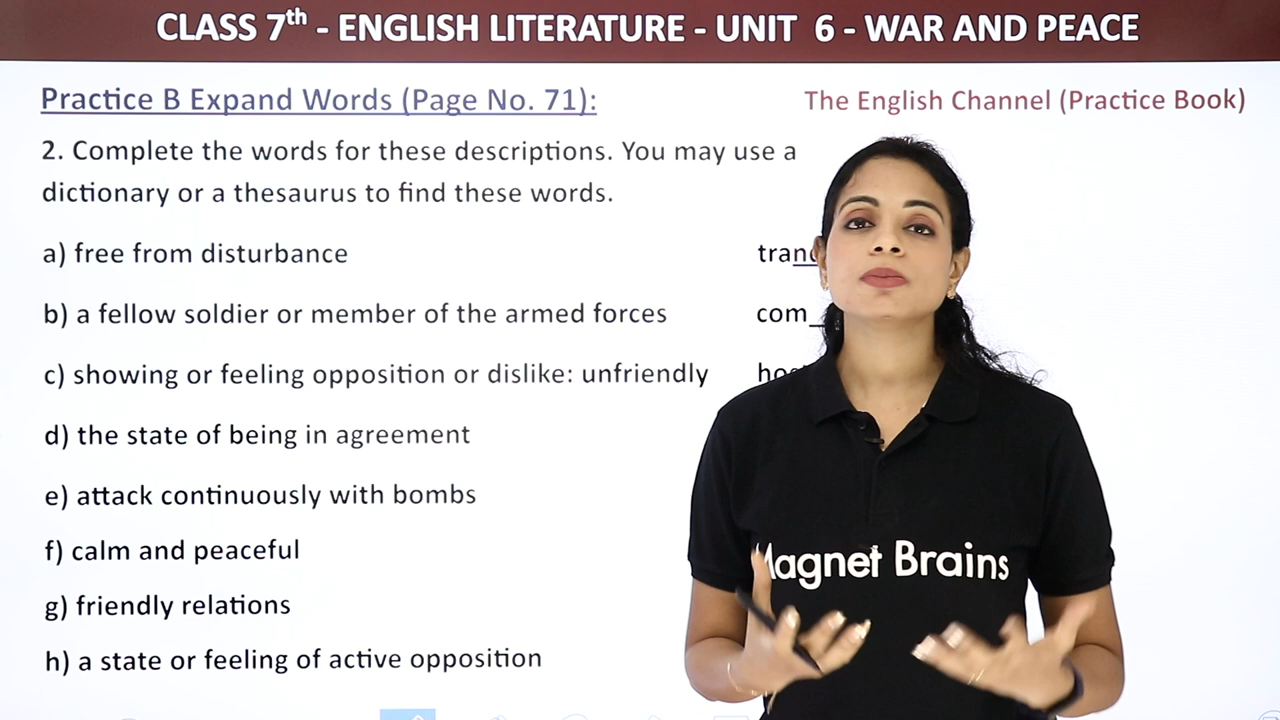 CLASS 7th - ENGLISH LITERATURE - UNIT 6 - WAR AND PEACE
Practice B Expand Words (Page No. 71): The English Channel (Practice Book)
2. Complete the words for these descriptions. You may use a
dictionary or a thesaurus to find these words.
a) free from disturbance
b) a fellow soldier or member of the armed forces com_
c) showing or feeling opposition or dislike: unfriendly
d) the state of being in agreement
e) attack continuously with bombs
f) calm and peaceful
g) friendly relations
h) a state or feeling of active opposition
Magnet Brains